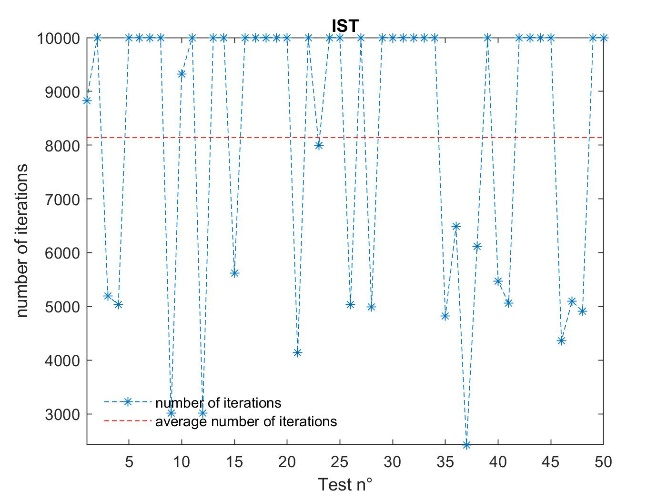 IST
10000
9000
8000
7000
6000
5000
4000
3000
number of iterations
number of iterations
average number of iterations
5 10 15 20 25 30 35 40 45 50
Test n°